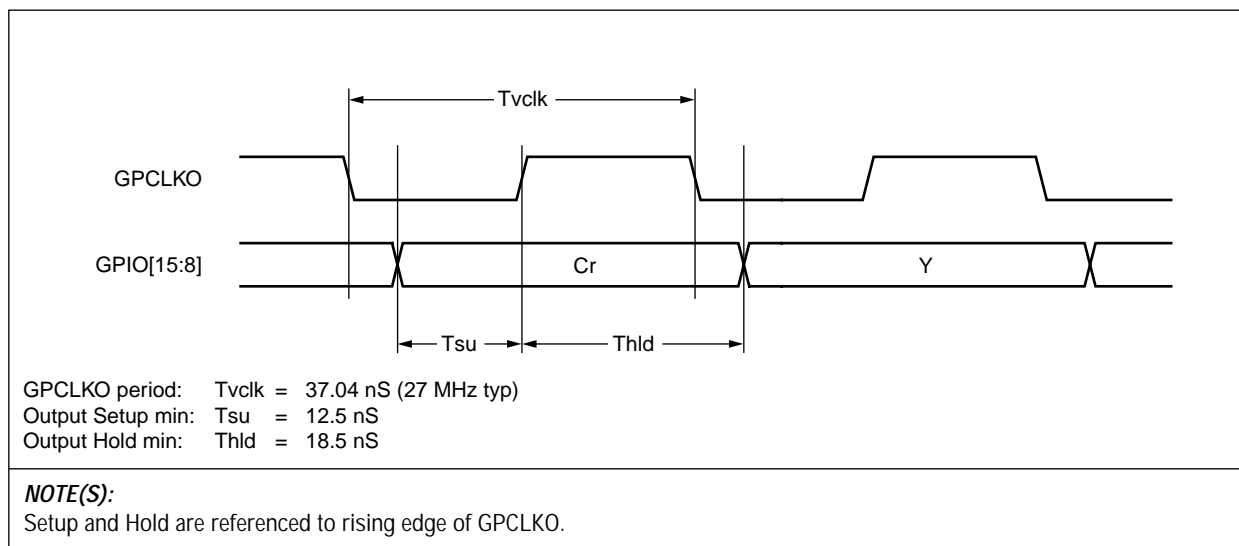 Tvclk
GPCLKO
GPIO[15:8]
Cr
Y
Tsu
Thld
GPCLKO period: Tvclk = 37.04 nS (27 MHz typ)
Output Setup min: Tsu = 12.5 nS
Output Hold min: Thld = 18.5 nS
NOTE(S):
Setup and Hold are referenced to rising edge of GPCLKO.